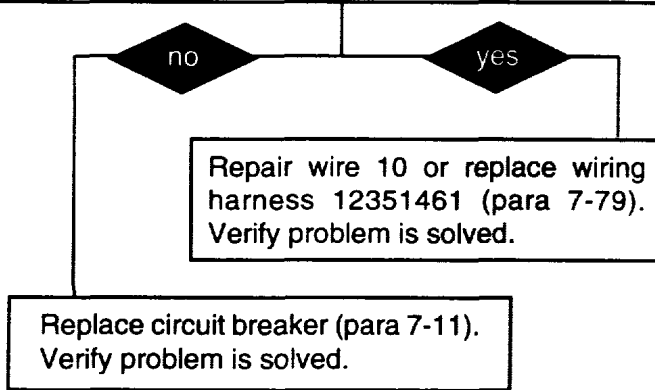 no
yes
Repair wire 10 or replace wiring
harness 12351461 (para 7-79).
Verify problem is solved.
Replace circuit breaker (para 7-11).
Verify problem is solved.